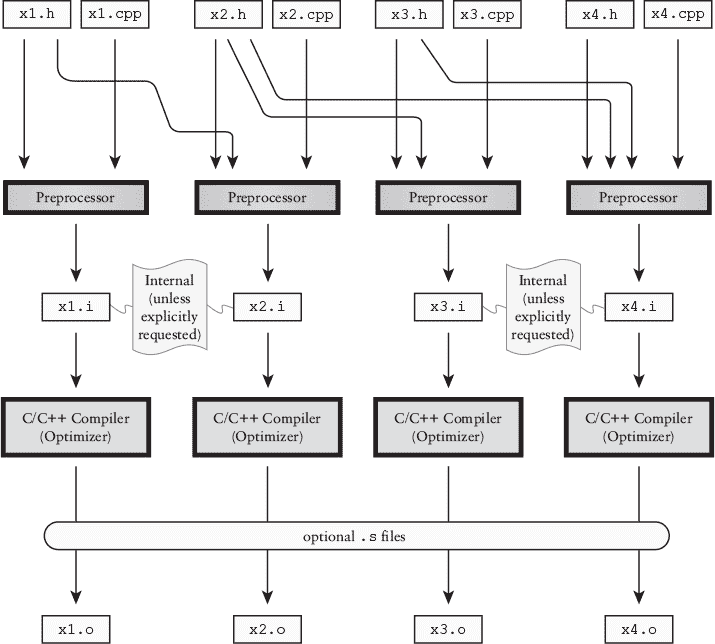 x1.h
x1.cpp
x2.h
x2.cpp
x3.h
x3.cpp
x4.h
x4.cpp
Preprocessor
Preprocessor
Preprocessor
Preprocessor
x1.i
Internal
(unless
explicitly
requested)
x2.i
x3.i
Internal
(unless
explicitly
requested)
x4.i
C/C++ Compiler
(Optimizer)
C/C++ Compiler
(Optimizer)
C/C++ Compiler
(Optimizer)
C/C++ Compiler
(Optimizer)
optional .s files
x1.o
x2.o
x3.o
x4.o